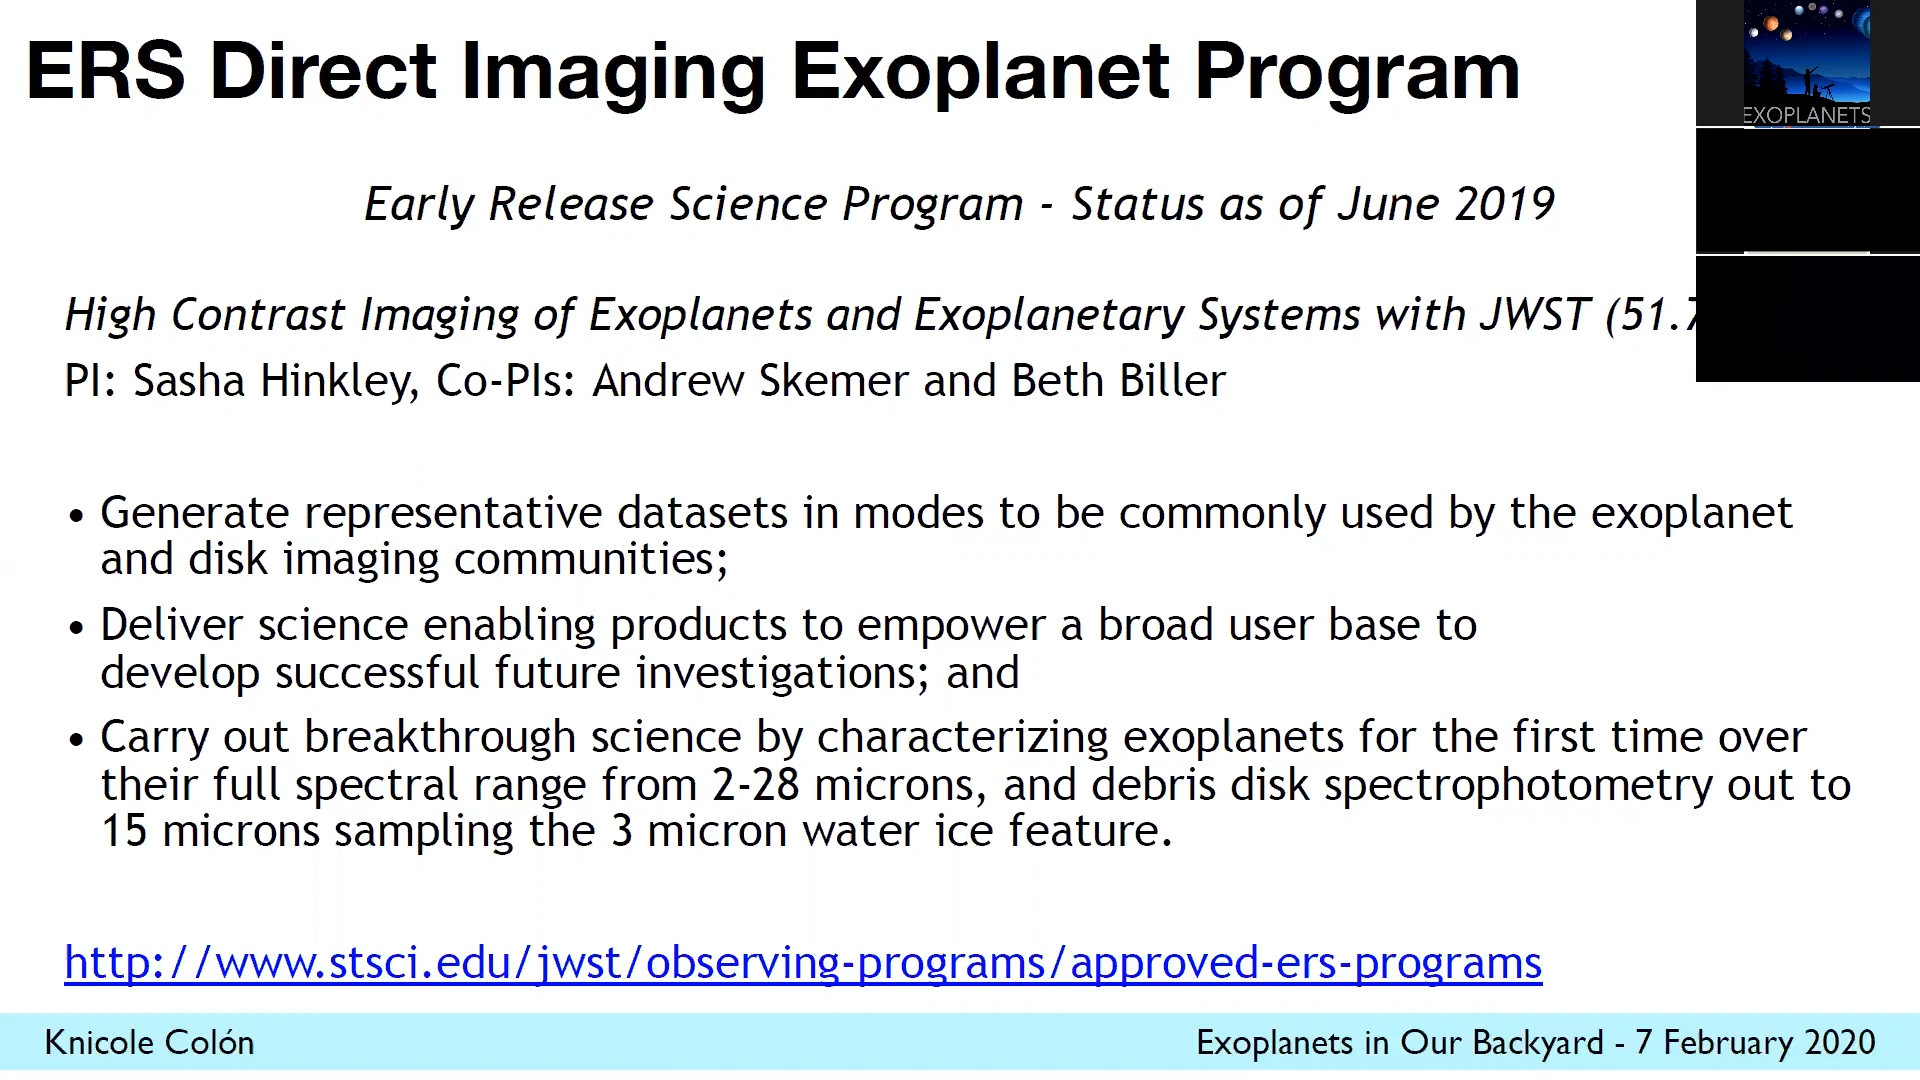 ERS Direct Imaging Exoplanet Program
EXOPLANETS
Early Release Science Program - Status as of June 2019
High Contrast Imaging of Exoplanets and Exoplanetary Systems with JWST (51.7
PI: Sasha Hinkley, Co-PIs: Andrew Skemer and Beth Biller
• Generate representative datasets in modes to be commonly used by the exoplanet
and disk imaging communities;
• Deliver science enabling products to empower a broad user base to
develop successful future investigations; and
• Carry out breakthrough science by characterizing exoplanets for the first time over
their full spectral range from 2-28 microns, and debris disk spectrophotometry out to
15 microns sampling the 3 micron water ice feature.
http://www.stsci.edu/jwst/observing-programs/approved-ers-programs
Knicole Colón
Exoplanets in Our Backyard - 7 February 2020